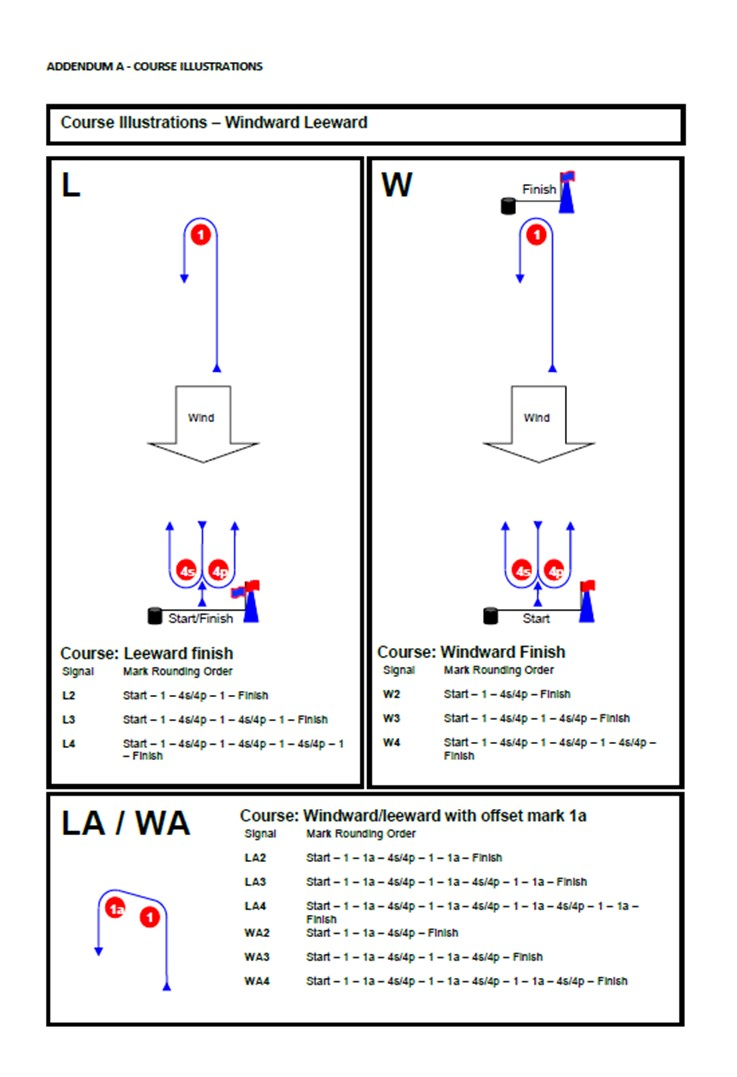 ADDENDUM A - COURSE ILLUSTRATIONS
Course Illustrations – Windward Leeward
L
1
Wind
4s 4p
Start/Finish
Course: Leeward finish
Signal Mark Rounding Order
L2 Start – 1 – 4s/4p – 1 – Finish
L3 Start – 1 – 4s/4p – 1 – 4s/4p – 1 – Finish
L4 Start – 1 – 4s/4p – 1 – 4s/4p – 1 – 4s/4p – 1
– Finish
W
Finish
1
Wind
4s 4p
Start
Course: Windward Finish
Signal Mark Rounding Order
W2 Start – 1 – 4s/4p – Finish
W3 Start – 1 – 4s/4p – 1 – 4s/4p – Finish
W4 Start – 1 – 4s/4p – 1 – 4s/4p – 1 – 4s/4p –
Finish
LA / WA
1a
1
Course: Windward/leeward with offset mark 1a
Signal Mark Rounding Order
LA2 Start – 1 – 1a – 4s/4p – 1 – 1a – Finish
LA3 Start – 1 – 1a – 4s/4p – 1 – 1a – 4s/4p – 1 – 1a – Finish
LA4 Start – 1 – 1a – 4s/4p – 1 – 1a – 4s/4p – 1 – 1a – 4s/4p – 1 – 1a –
Finish
WA2 Start – 1 – 1a – 4s/4p – Finish
WA3 Start – 1 – 1a – 4s/4p – 1 – 1a – 4s/4p – Finish
WA4 Start – 1 – 1a – 4s/4p – 1 – 1a – 4s/4p – 1 – 1a – 4s/4p – Finish